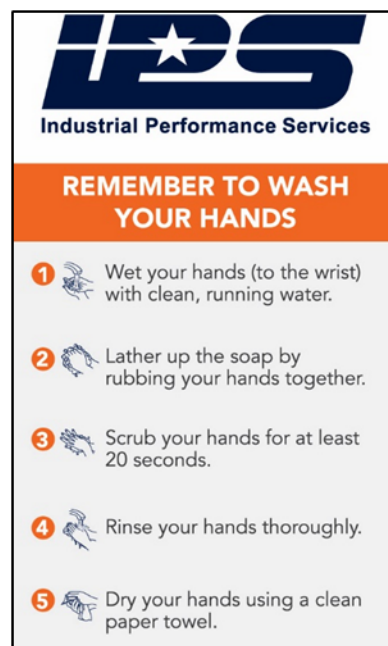 IPS
Industrial Performance Services
REMEMBER TO WASH
YOUR HANDS
1 Wet your hands (to the wrist)
with clean, running water.
2 Lather up the soap by
rubbing your hands together.
3 Scrub your hands for at least
20 seconds.
4 Rinse your hands thoroughly.
5 Dry your hands using a clean
paper towel.